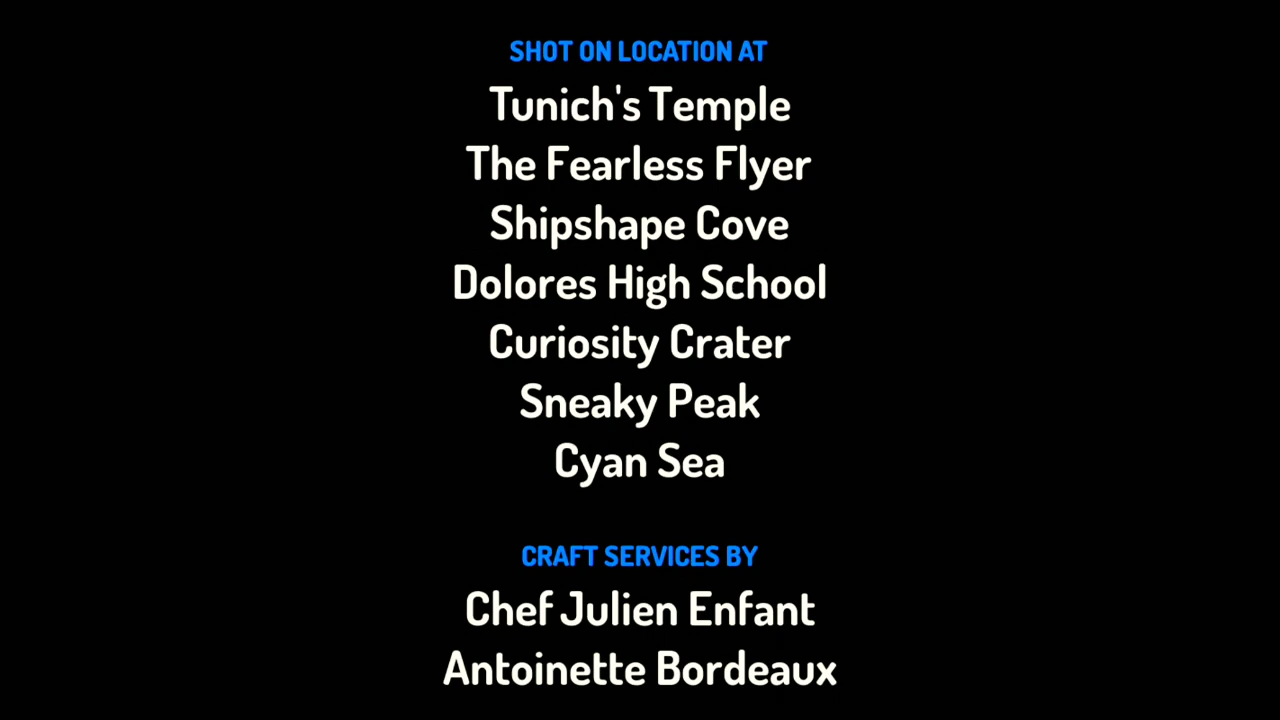 SHOT ON LOCATION AT
Tunich's Temple
The Fearless Flyer
Shipshape Cove
Dolores High School
Curiosity Crater
Sneaky Peak
Cyan Sea
CRAFT SERVICES BY
Chef Julien Enfant
Antoinette Bordeaux